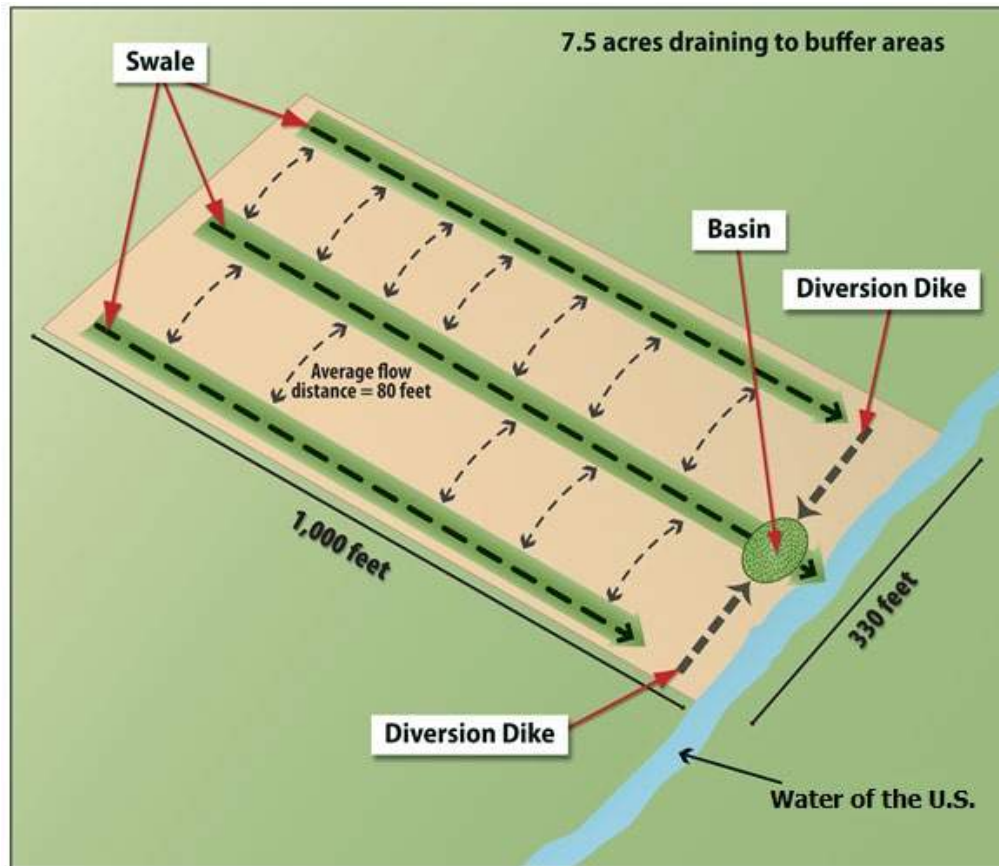 7.5 acres draining to buffer areas
Swale
Basin
Diversion Dike
Average flow
distance = 80 feet
1,000 feet
330 feet
Diversion Dike
Water of the U.S.